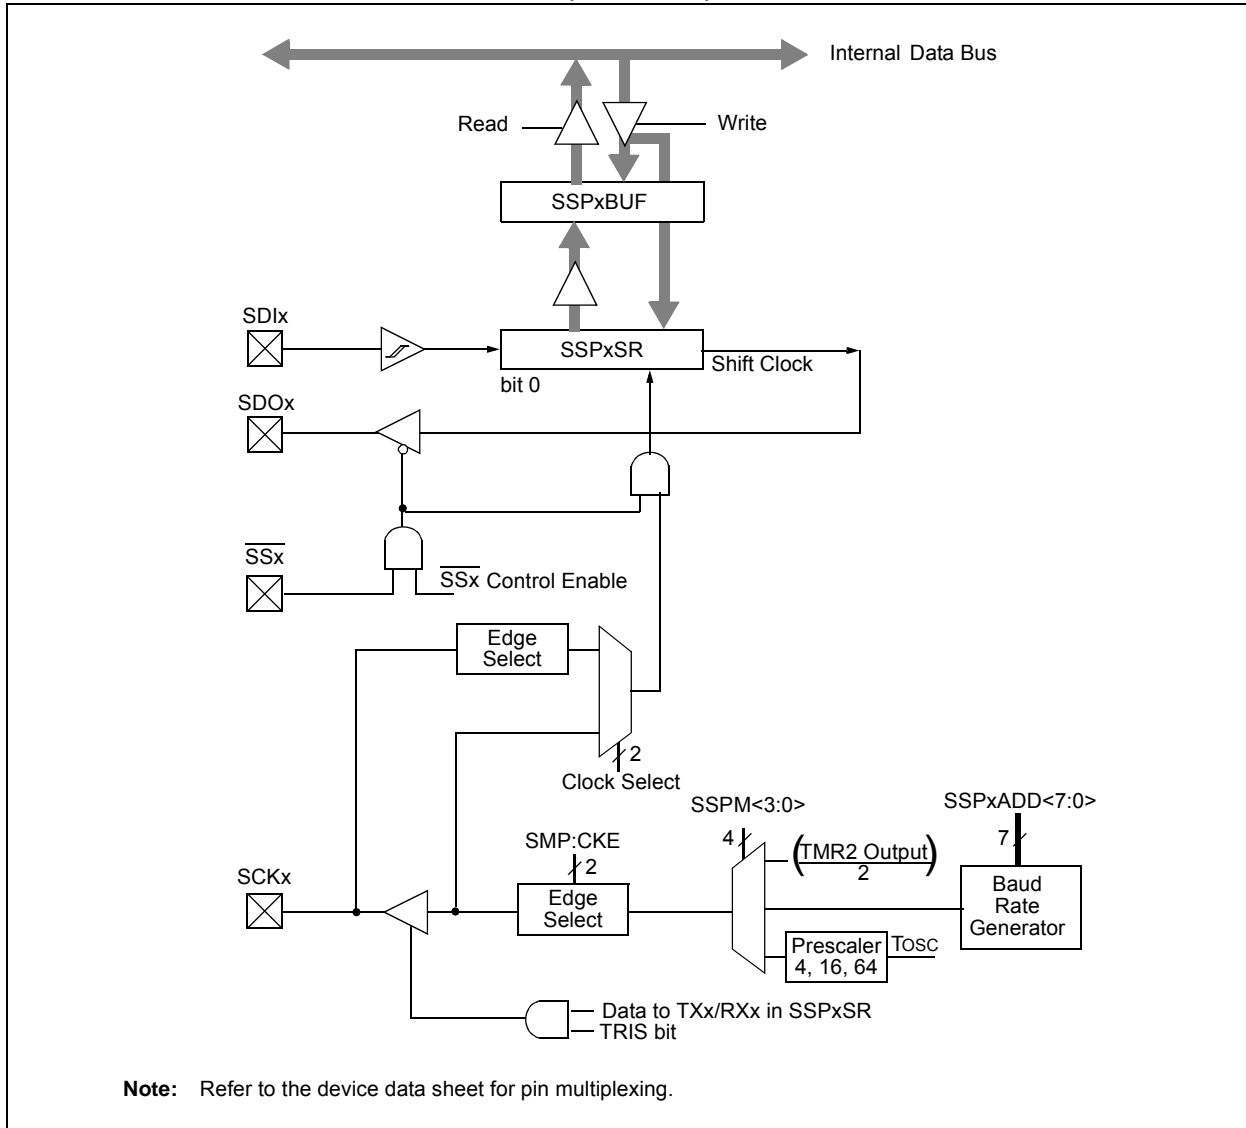 Internal Data Bus
Read
Write
SSPxBUF
SDIx
SSPxSR
Shift Clock
bit 0
SDOx
SSx
SSx Control Enable
Edge
Select
2
Clock Select
SSPM<3:0>
SSPxADD<7:0>
4
7
SMP:CKE
2
(TMR2 Output)
2
SCKx
Edge
Select
Baud
Rate
Generator
Prescaler
4, 16, 64
TOSC
Data to TXx/RXx in SSPxSR
TRIS bit
Note: Refer to the device data sheet for pin multiplexing.